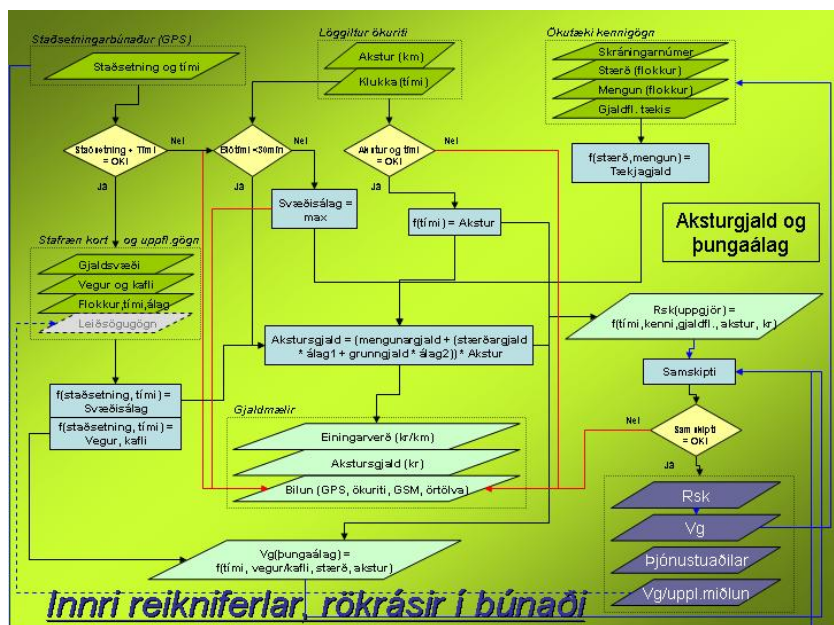 Staðsetningarbúnaður (GPS)
Staðsetning og tími
Löggiltur ökuriti
Akstur (km)
Klukka (tími)
Ökutæki kennigögn
Skráningarnúmer
Stærð (flokkur)
Mengun (flokkur)
Gjaldfl. tækis
Staðsetning + Tími
= OK!
Nei
Já
Biðtími <30mín
Nei
Já
Akstur og tími
= OK!
Nei
Já
f(stærð,mengun) =
Tækjagjald
Svæðisálag =
max
f(tími) = Akstur
Aksturgjald og
þungaálag
Stafræn kort og uppfl.gögn
Gjaldsvæði
Vegur og kafli
Flokkur,tími,álag
Leiðsögugögn
Rsk(uppgjör) =
f(tími,kenni,gjaldfl., akstur, kr)
Akstursgjald = (mengunargjald + (stærðargjald
* álag1 + grunngjald * álag2)) * Akstur
Samskipti
f(staðsetning, tími) =
Svæðisálag
f(staðsetning, tími) =
Vegur, kafli
Gjaldmælir
Einingarverð (kr/km)
Akstursgjald (kr)
Bilun (GPS, ökuriti, GSM, örtölva)
Nei
Samskipti
= OK!
Já
Rsk
Vg
Þjónustuaðilar
Vg/uppl.miðlun
Vg(þungaálag) =
f(tími, vegur/kafli, stærð, akstur)
Innri reikniferlar, rökrásir í búnaði